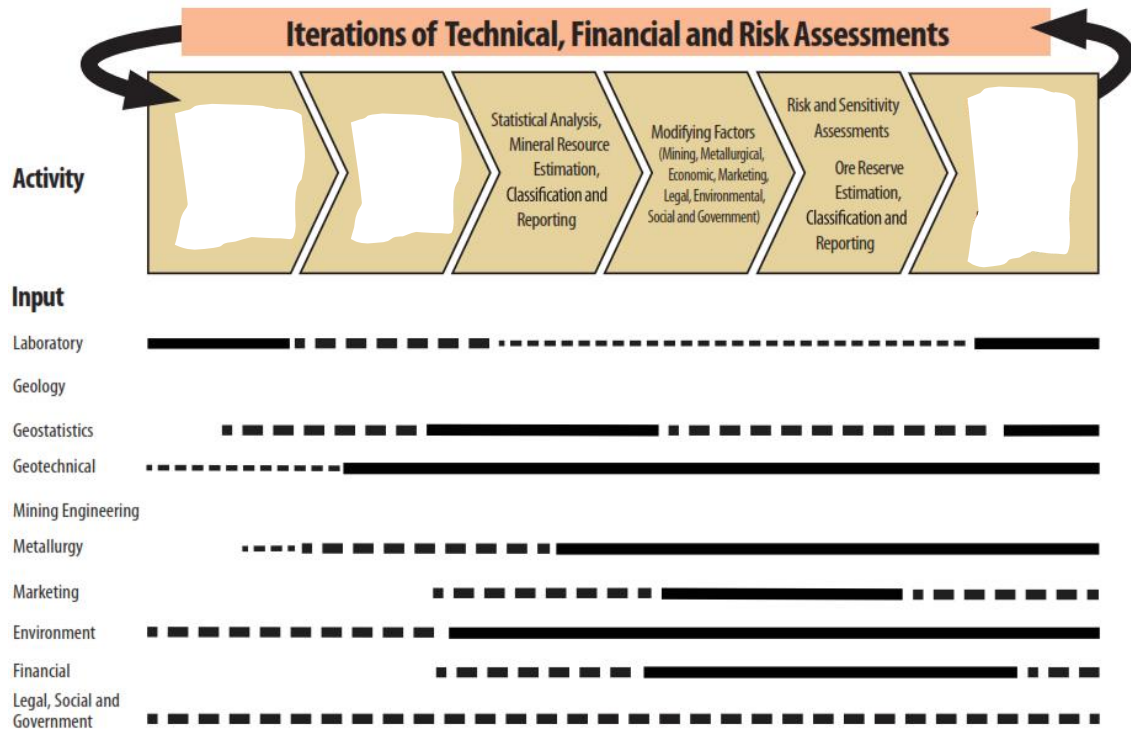 Iterations of Technical, Financial and Risk Assessments
Activity
Statistical Analysis,
Mineral Resource
Estimation,
Classification and
Reporting
Modifying Factors
(Mining, Metallurgical,
Economic, Marketing,
Legal, Environmental,
Social and Government)
Risk and Sensitivity
Assessments
Ore Reserve
Estimation,
Classification and
Reporting
Input
Laboratory
Geology
Geostatistics
Geotechnical
Mining Engineering
Metallurgy
Marketing
Environment
Financial
Legal, Social and
Government